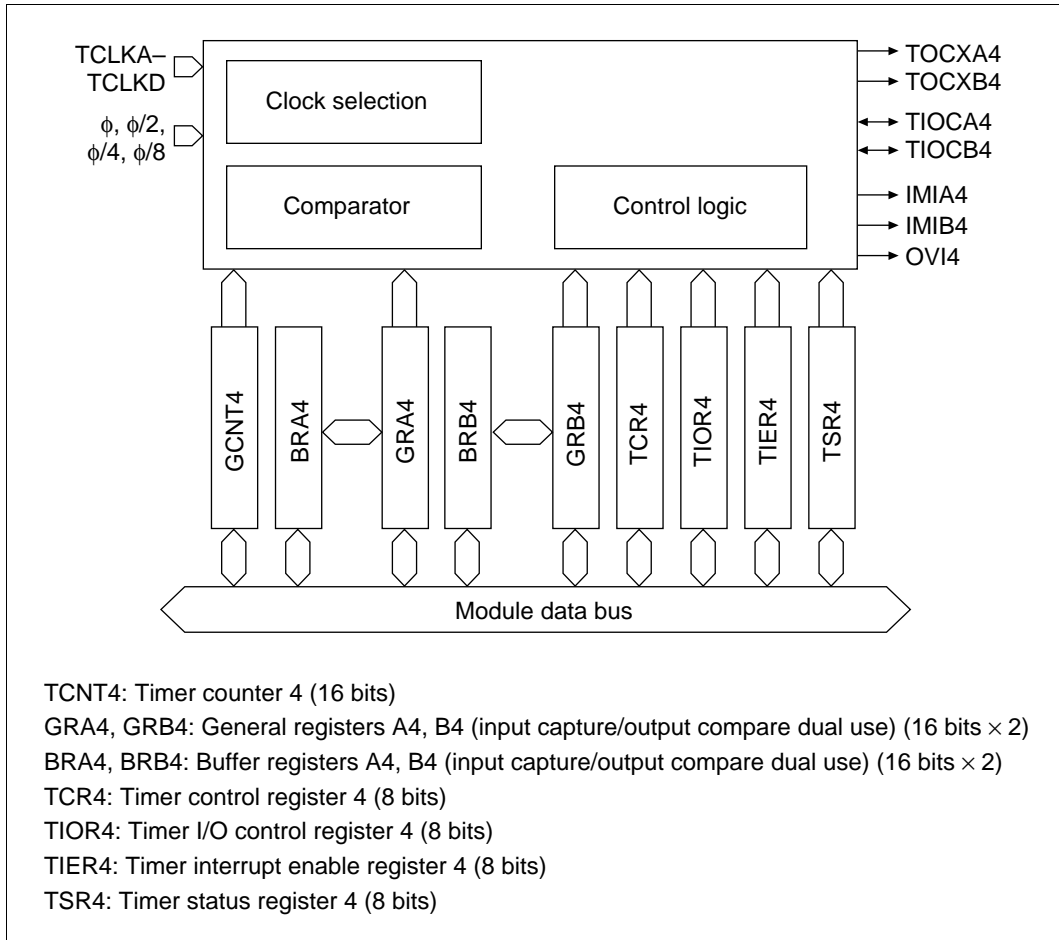 TCLKA–
TCLKD
ϕ, ϕ/2,
ϕ/4, ϕ/8
Clock selection
Comparator
Control logic
TOCXA4
TOCXB4
TIOCA4
TIOCB4
IMIA4
IMIB4
OVI4
GCNT4
BRA4
GRA4
BRB4
GRB4
TCR4
TIOR4
TIER4
TSR4
Module data bus
TCNT4: Timer counter 4 (16 bits)
GRA4, GRB4: General registers A4, B4 (input capture/output compare dual use) (16 bits × 2)
BRA4, BRB4: Buffer registers A4, B4 (input capture/output compare dual use) (16 bits × 2)
TCR4: Timer control register 4 (8 bits)
TIOR4: Timer I/O control register 4 (8 bits)
TIER4: Timer interrupt enable register 4 (8 bits)
TSR4: Timer status register 4 (8 bits)